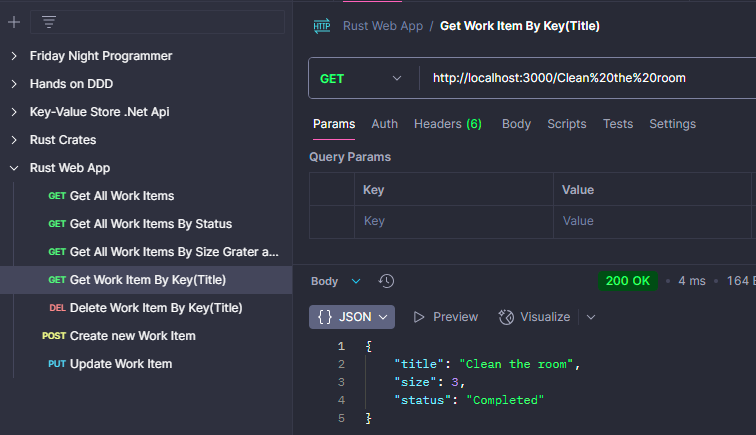 Friday Night Programmer
Hands on DDD
Key-Value Store .Net Api
Rust Crates
Rust Web App
GET Get All Work Items
GET Get All Work Items By Status
GET Get All Work Items By Size Grater a...
GET Get Work Item By Key(Title)
DEL Delete Work Item By Key(Title)
POST Create new Work Item
PUT Update Work Item
HTTP Rust Web App / Get Work Item By Key(Title)
GET http://localhost:3000/Clean%20the%20room
Params Auth Headers (6) Body Scripts Tests Settings
Query Params
Key Value
Key Value
Body 200 OK 4 ms 164 B
{} JSON Preview Visualize
1 {
2 "title": "Clean the room",
3 "size": 3,
4 "status": "Completed"
5 }